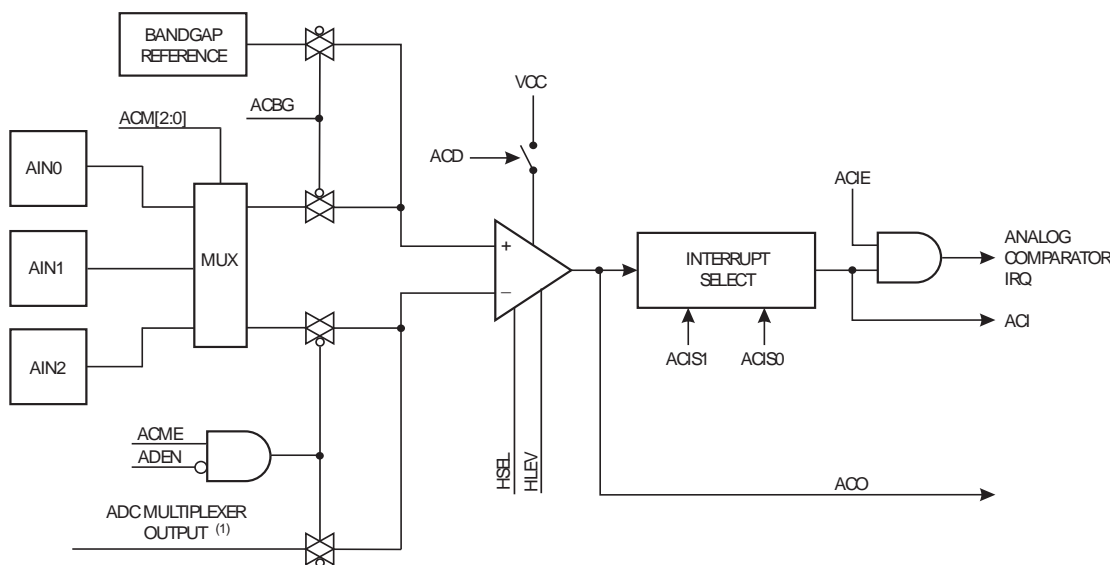 BANDGAP
REFERENCE
VCC
ACBG
ACM[2:0]
ACD
AIN0
ACIE
MUX
+
INTERRUPT
SELECT
ANALOG
COMPARATOR
IRQ
AIN1
−
ACI
AIN2
ACIS1
ACIS0
ACME
ADEN
HSEL
HLEV
ACO
ADC MULTIPLEXER
OUTPUT (1)